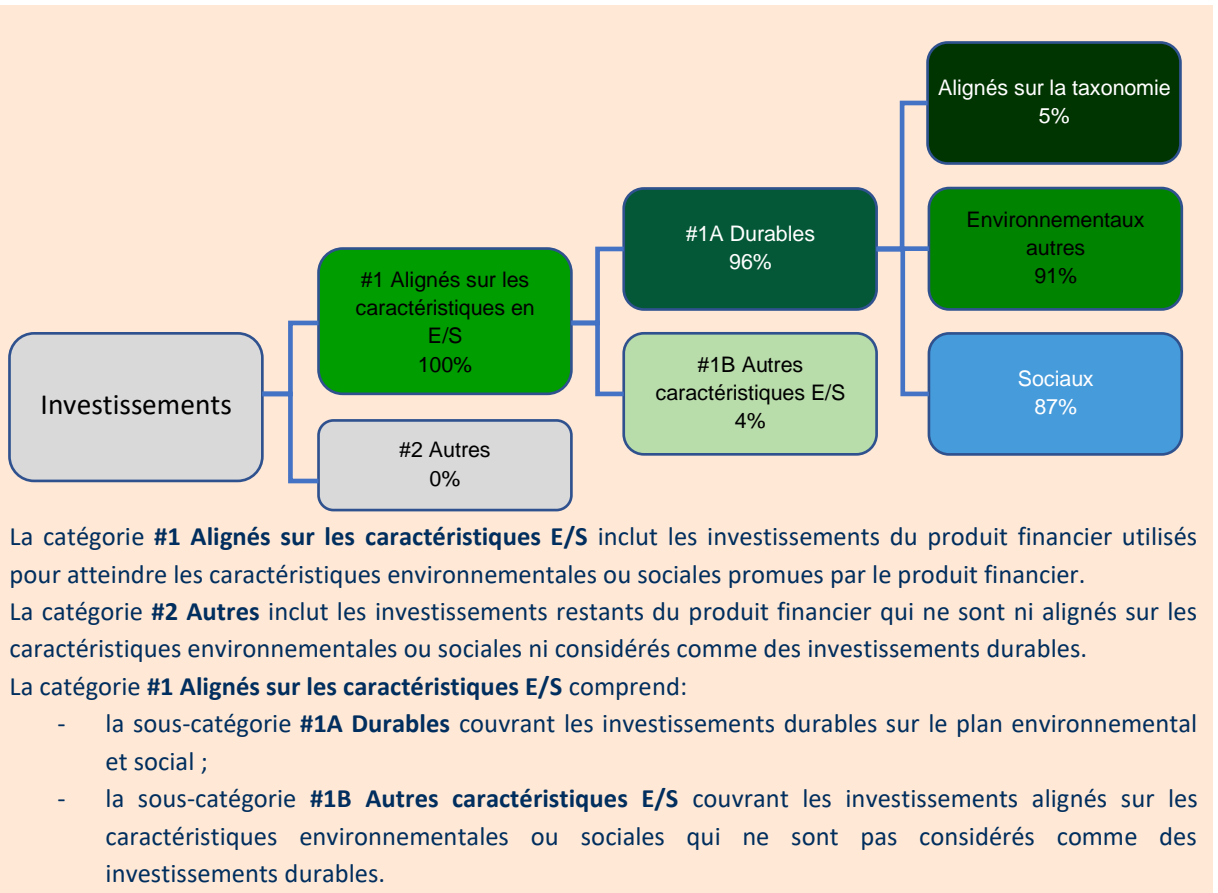 Alignés sur la taxonomie
5%
#1A Durables
96%
Environnementaux
autres
91%
#1 Alignés sur les
caractéristiques en
E/S
100%
Investissements
#1B Autres
caractéristiques E/S
4%
Sociaux
87%
#2 Autres
0%
La catégorie #1 Alignés sur les caractéristiques E/S inclut les investissements du produit financier utilisés
pour atteindre les caractéristiques environnementales ou sociales promues par le produit financier.
La catégorie #2 Autres inclut les investissements restants du produit financier qui ne sont ni alignés sur les
caractéristiques environnementales ou sociales ni considérés comme des investissements durables.
La catégorie #1 Alignés sur les caractéristiques E/S comprend:
- la sous-catégorie #1A Durables couvrant les investissements durables sur le plan environnemental
et social ;
- la sous-catégorie #1B Autres caractéristiques E/S couvrant les investissements alignés sur les
caractéristiques environnementales ou sociales qui ne sont pas considérés comme des
investissements durables.